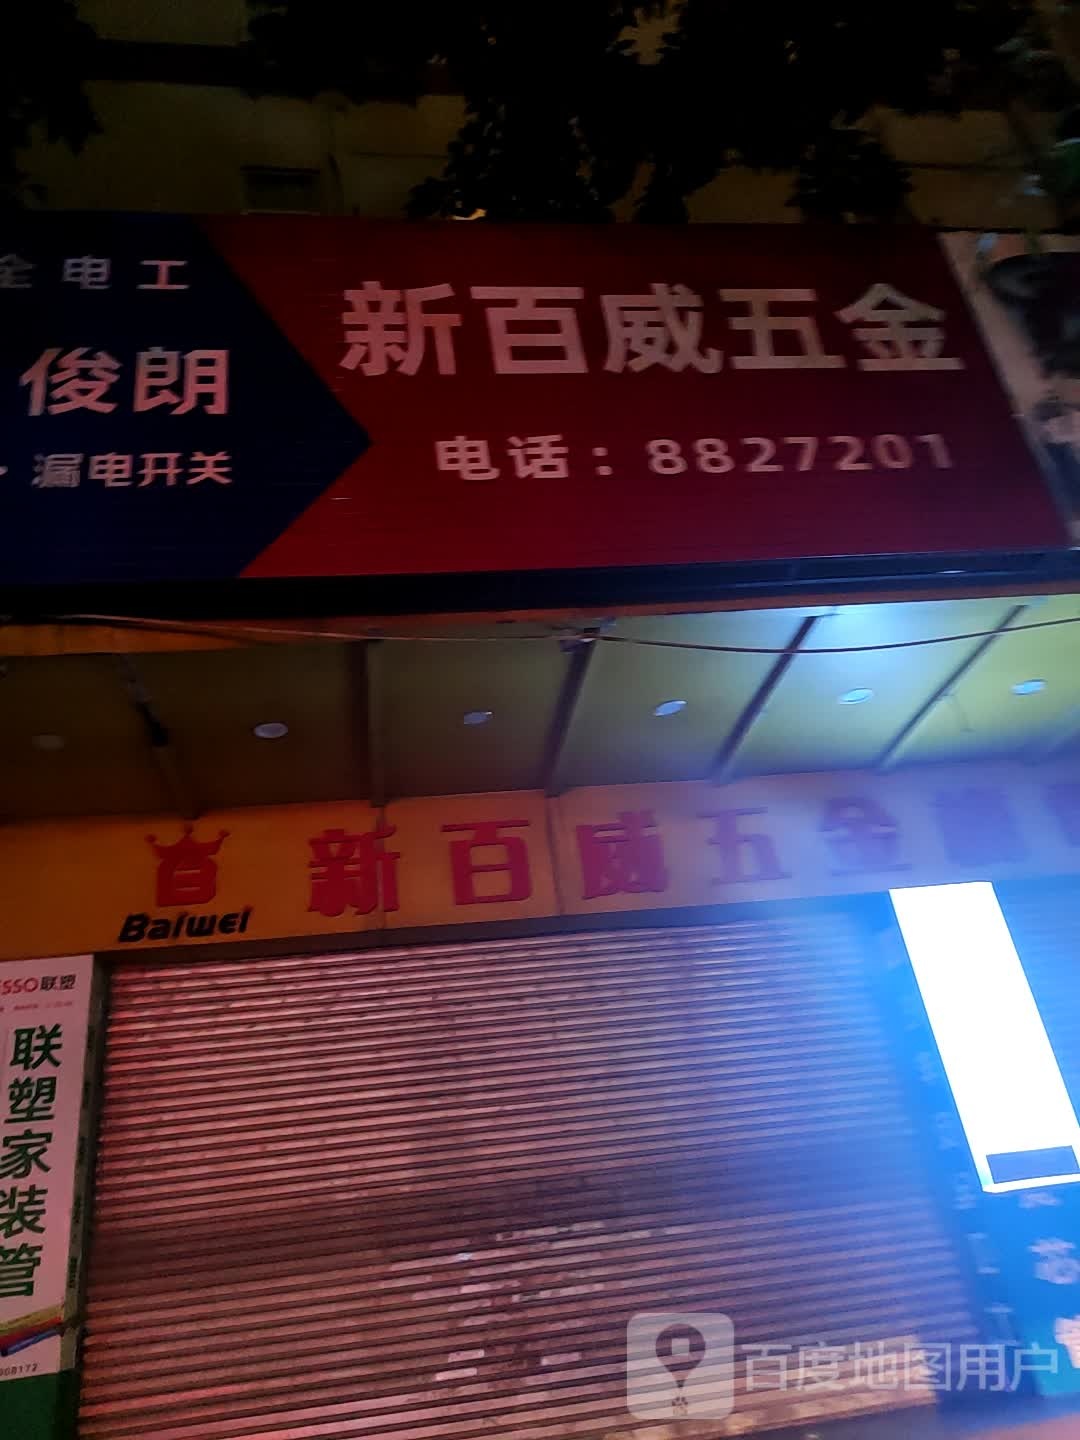 电工
新百威五金
俊朗
电话：8827201
漏电开关
百
新百威五金
Baiwei
SSO联塑
联塑家装管
008172
百度地图用户